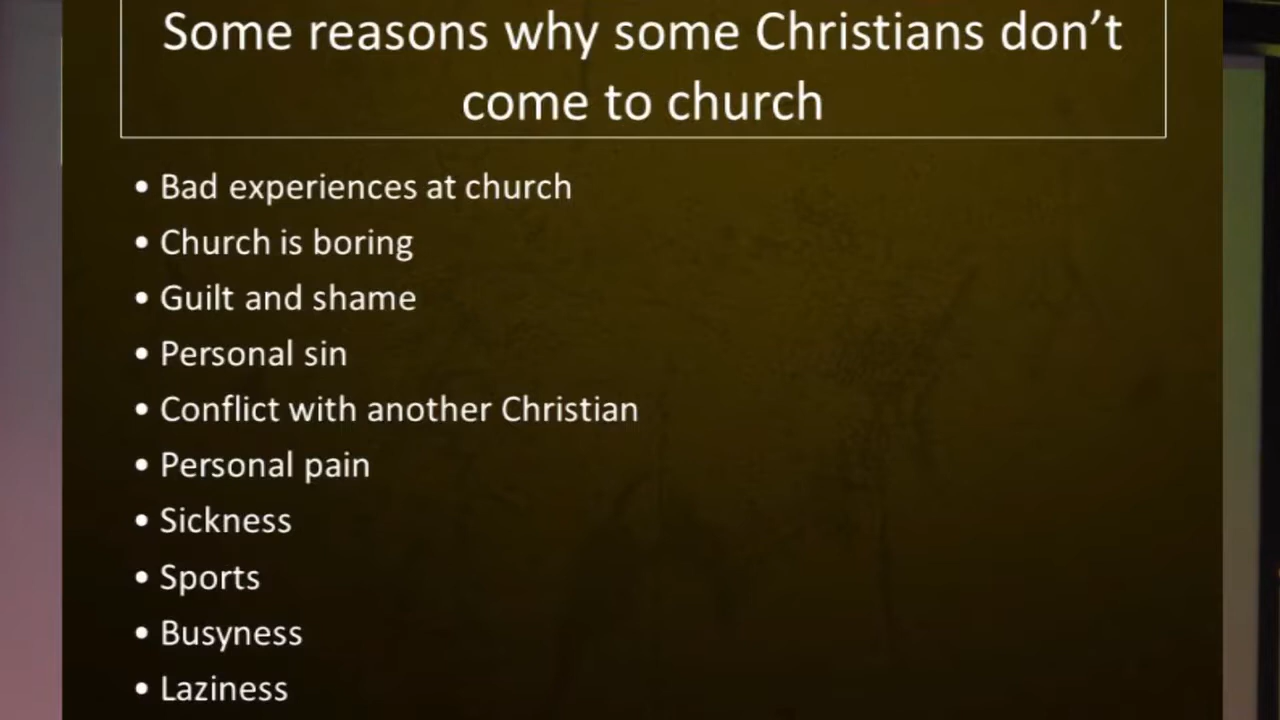 Some reasons why some Christians don’t
come to church
• Bad experiences at church
• Church is boring
• Guilt and shame
• Personal sin
• Conflict with another Christian
• Personal pain
• Sickness
• Sports
• Busyness
• Laziness